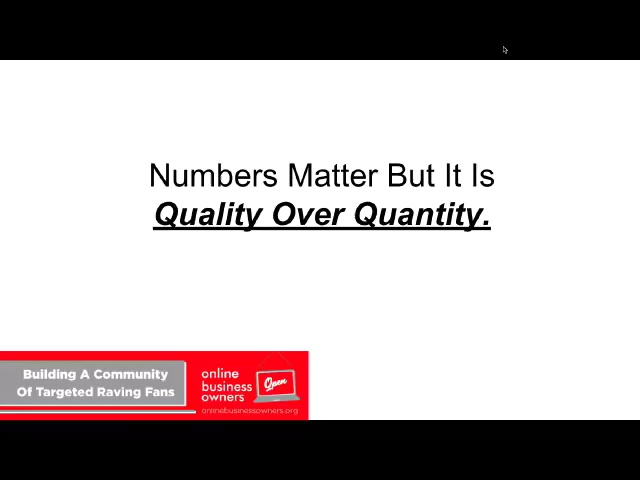 Numbers Matter But It Is
Quality Over Quantity.
Building A Community
Of Targeted Raving Fans
online
business
owners
Open
onlinebusinessowners.org